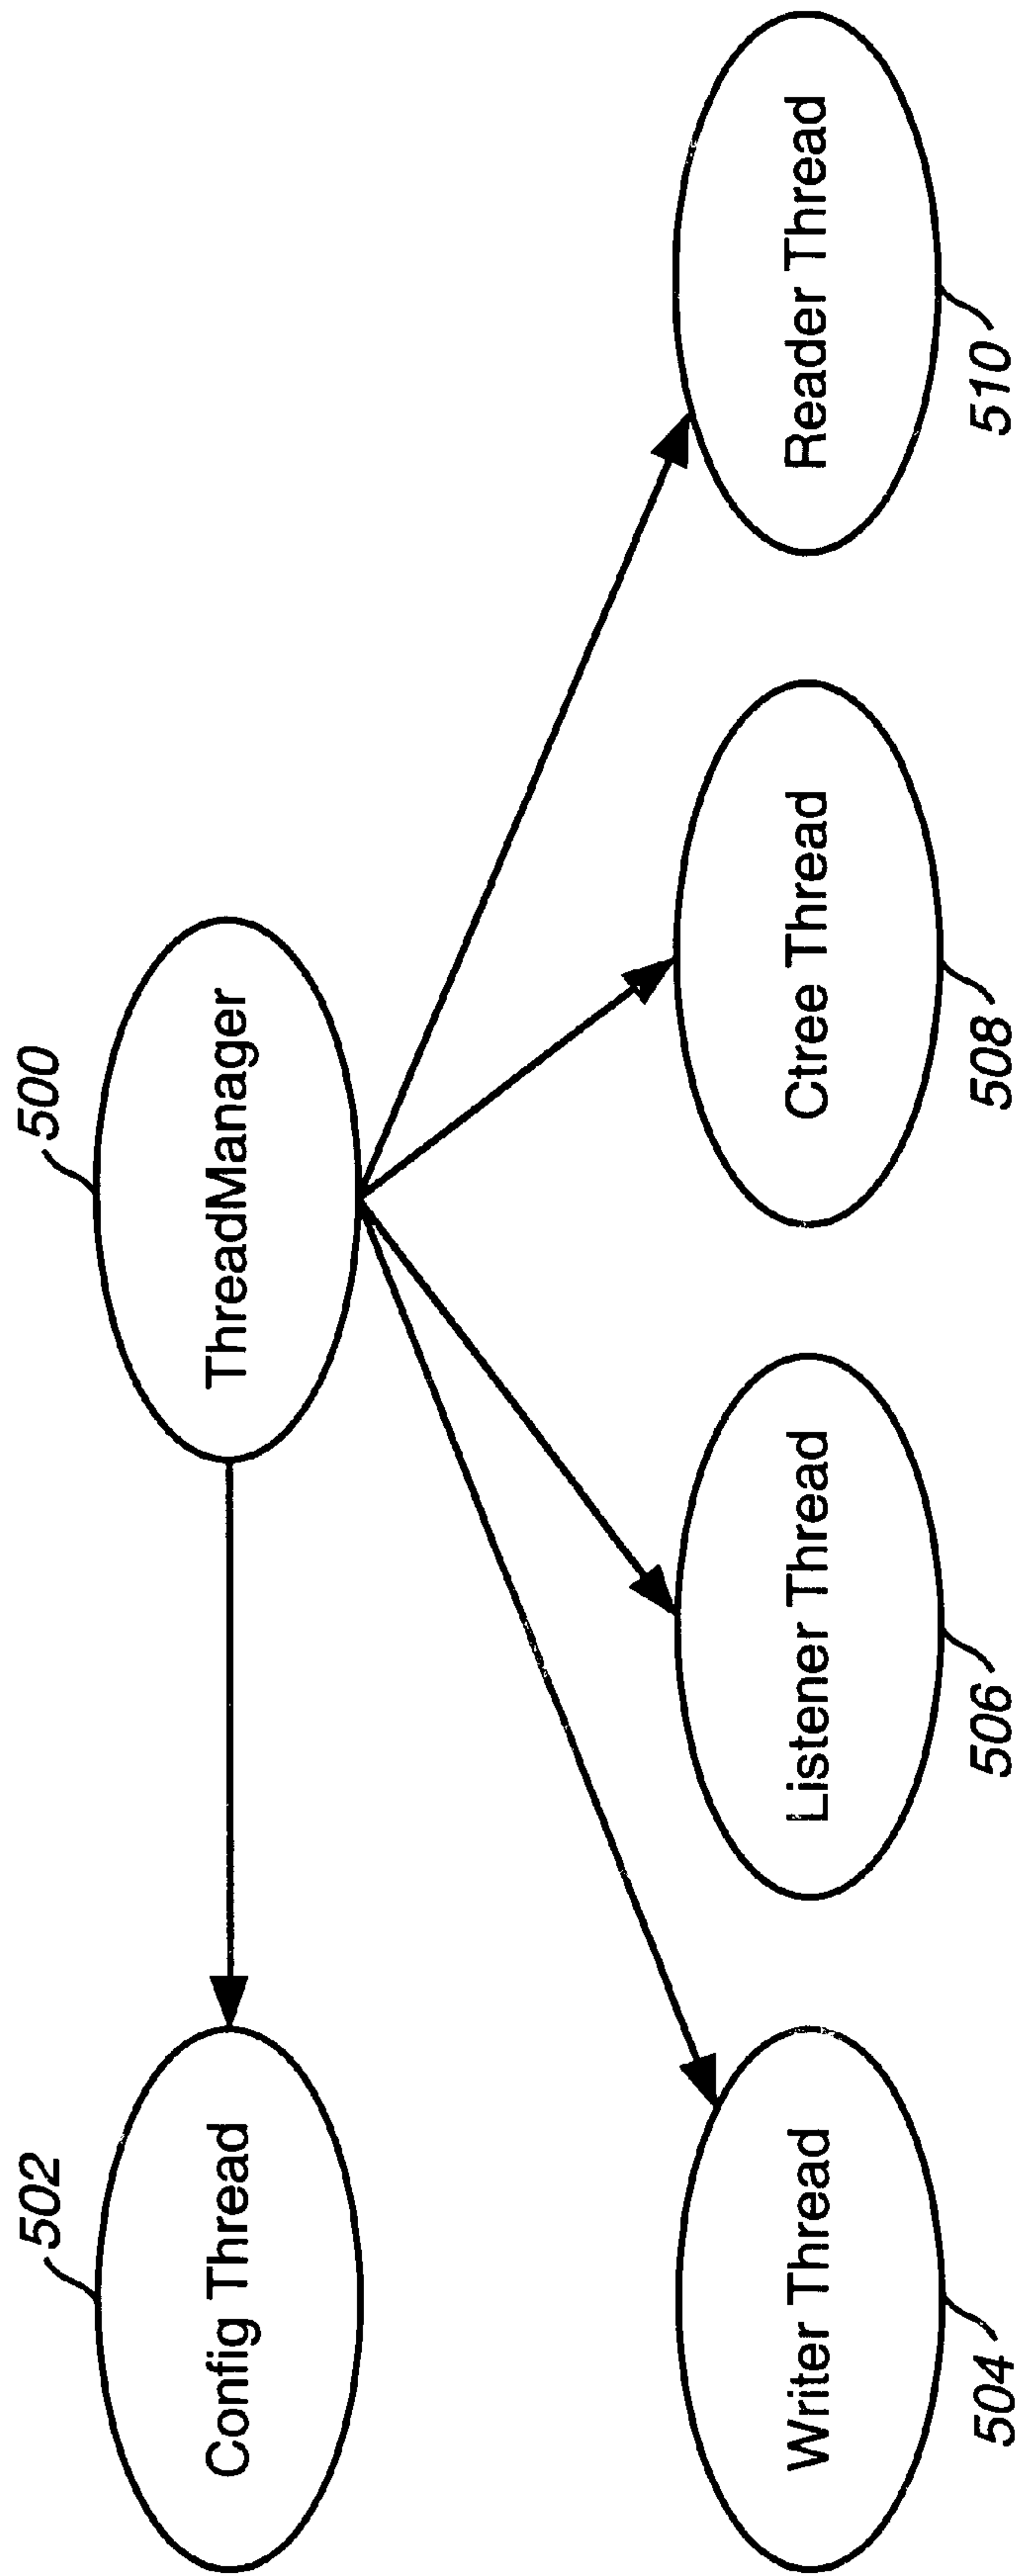 502
Config Thread
500
ThreadManager
Writer Thread
504
Listener Thread
506
Ctree Thread
508
Reader Thread
510